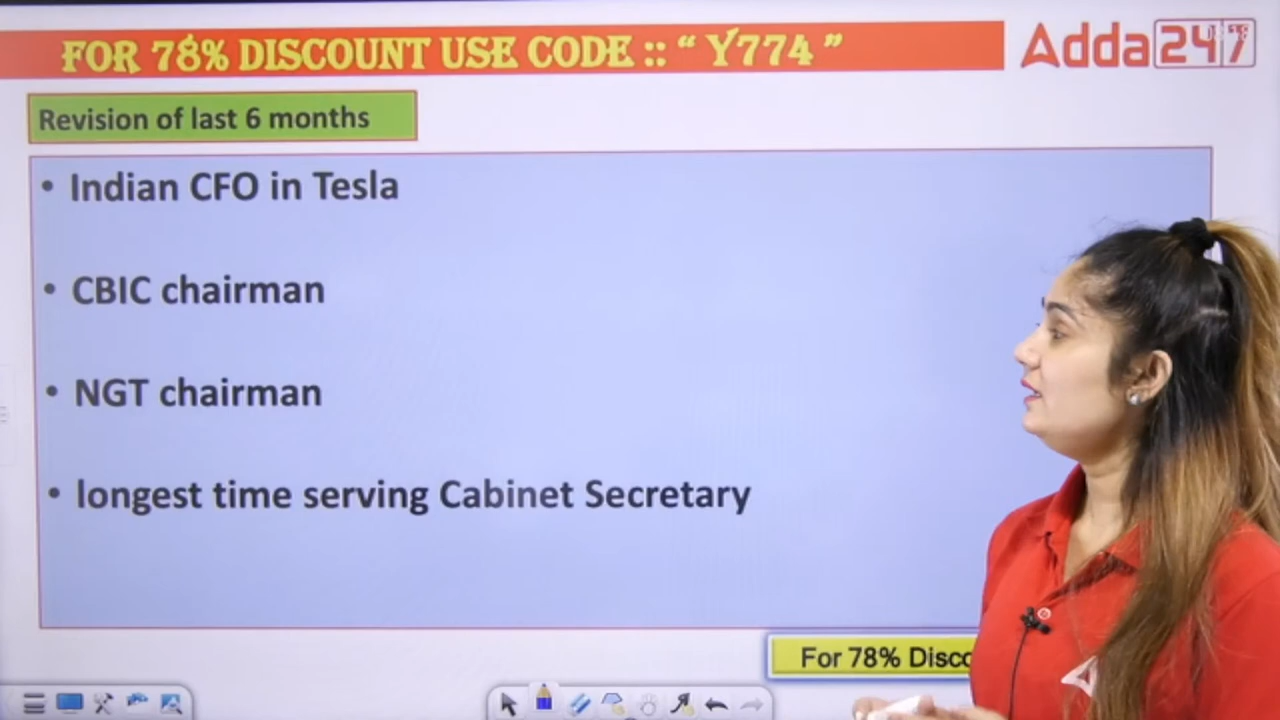 FOR 78% DISCOUNT USE CODE :: “ Y774 ”
Adda247
Revision of last 6 months
• Indian CFO in Tesla
• CBIC chairman
• NGT chairman
• longest time serving Cabinet Secretary
For 78% Disco